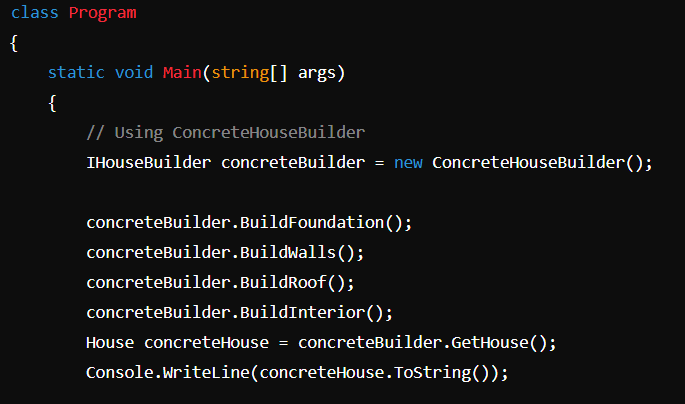 class Program
{
    static void Main(string[] args)
    {
        // Using ConcreteHouseBuilder
        IHouseBuilder concreteBuilder = new ConcreteHouseBuilder();

        concreteBuilder.BuildFoundation();
        concreteBuilder.BuildWalls();
        concreteBuilder.BuildRoof();
        concreteBuilder.BuildInterior();
        House concreteHouse = concreteBuilder.GetHouse();
        Console.WriteLine(concreteHouse.ToString());